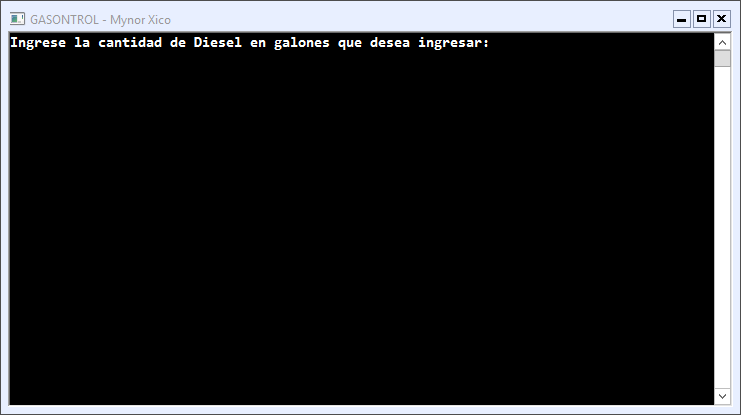 GASONTROL - Mynor Xico
Ingrese la cantidad de Diesel en galones que desea ingresar: